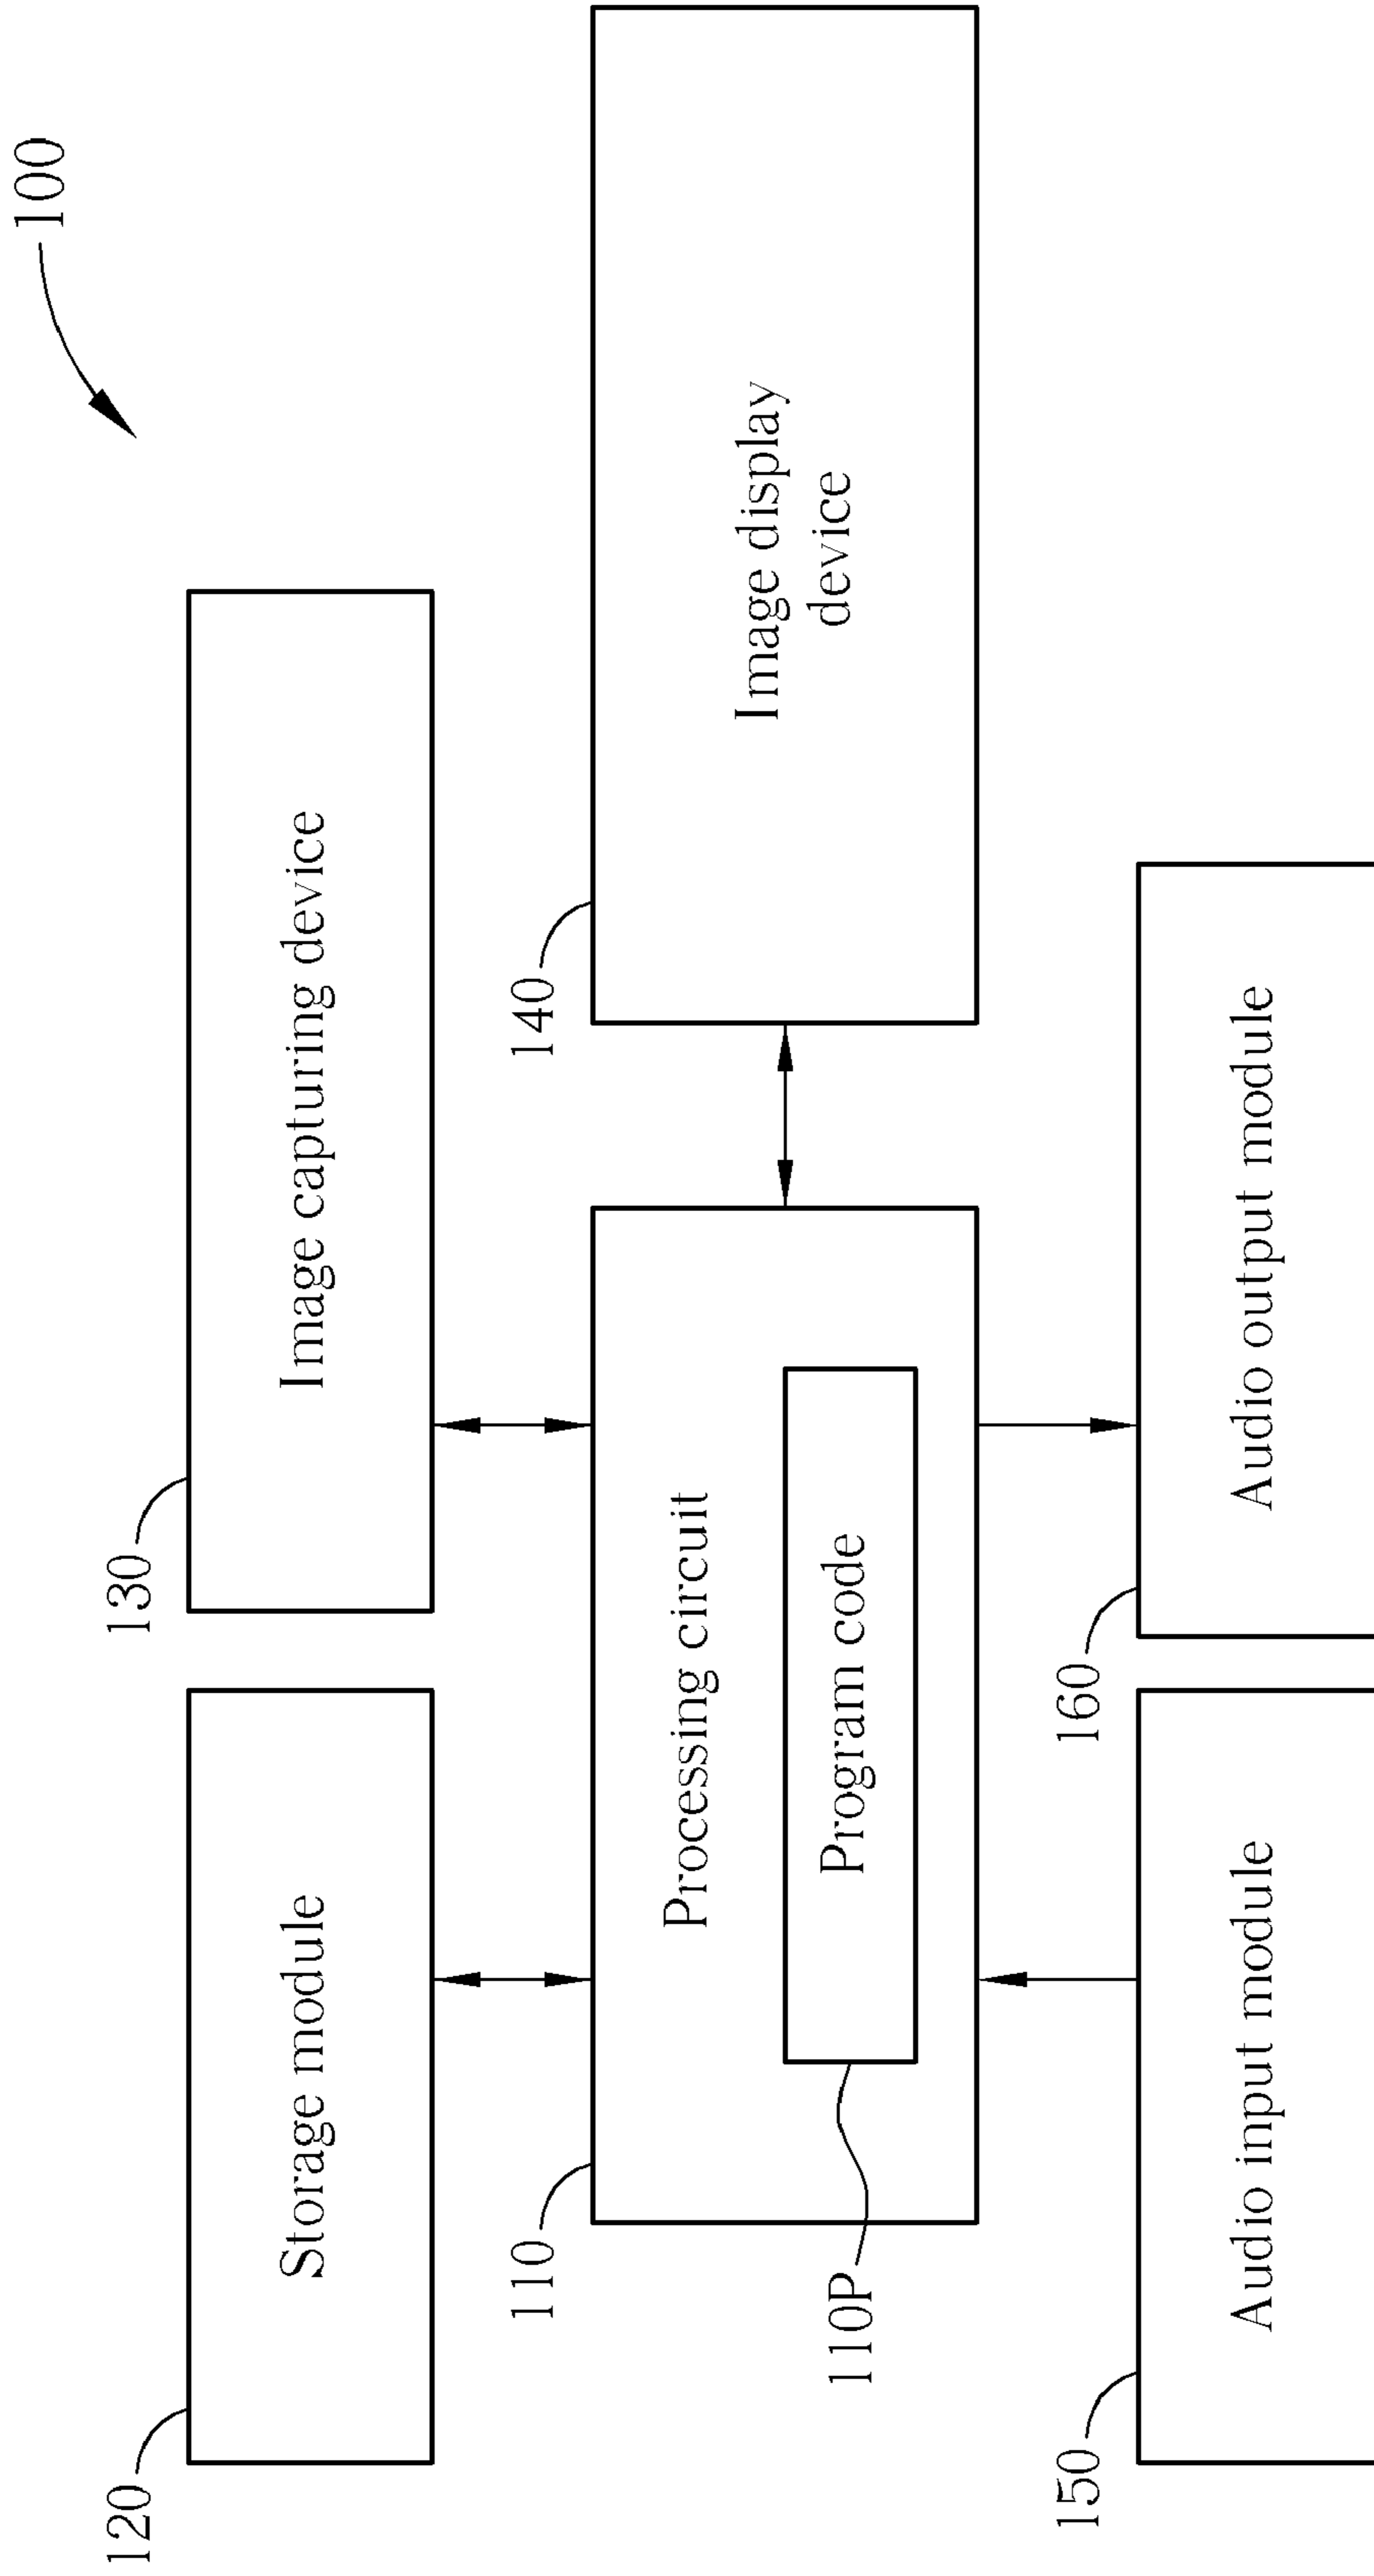 100
120
Storage module
130
Image capturing device
110
Processing circuit
110P
Program code
140
Image display
device
150
Audio input module
160
Audio output module